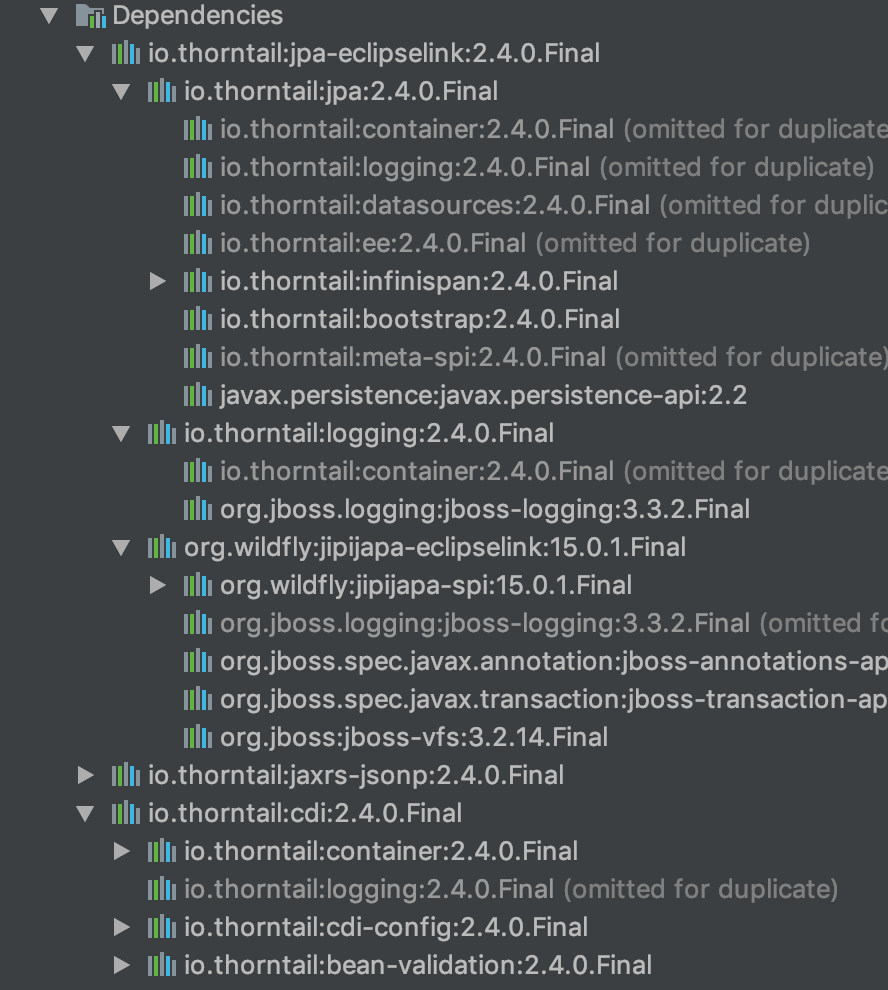 Dependencies
io.thorntail:jpa-eclipselink:2.4.0.Final
io.thorntail:jpa:2.4.0.Final
io.thorntail:container:2.4.0.Final (omitted for duplicate
io.thorntail:logging:2.4.0.Final (omitted for duplicate)
io.thorntail:datasources:2.4.0.Final (omitted for duplic
io.thorntail:ee:2.4.0.Final (omitted for duplicate)
io.thorntail:infinispan:2.4.0.Final
io.thorntail:bootstrap:2.4.0.Final
io.thorntail:meta-spi:2.4.0.Final (omitted for duplicate)
javax.persistence:javax.persistence-api:2.2
io.thorntail:logging:2.4.0.Final
io.thorntail:container:2.4.0.Final (omitted for duplicate
org.jboss.logging:jboss-logging:3.3.2.Final
org.wildfly:jipijapa-eclipselink:15.0.1.Final
org.wildfly:jipijapa-spi:15.0.1.Final
org.jboss.logging:jboss-logging:3.3.2.Final (omitted fo
org.jboss.spec.javax.annotation:jboss-annotations-ap
org.jboss.spec.javax.transaction:jboss-transaction-ap
org.jboss:jboss-vfs:3.2.14.Final
io.thorntail:jaxrs-jsonp:2.4.0.Final
io.thorntail:cdi:2.4.0.Final
io.thorntail:container:2.4.0.Final
io.thorntail:logging:2.4.0.Final (omitted for duplicate)
io.thorntail:cdi-config:2.4.0.Final
io.thorntail:bean-validation:2.4.0.Final